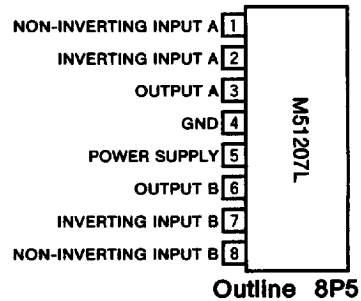 NON-INVERTING INPUT A 1
INVERTING INPUT A 2
OUTPUT A 3
GND 4
POWER SUPPLY 5
OUTPUT B 6
INVERTING INPUT B 7
NON-INVERTING INPUT B 8
M51207L
Outline 8P5